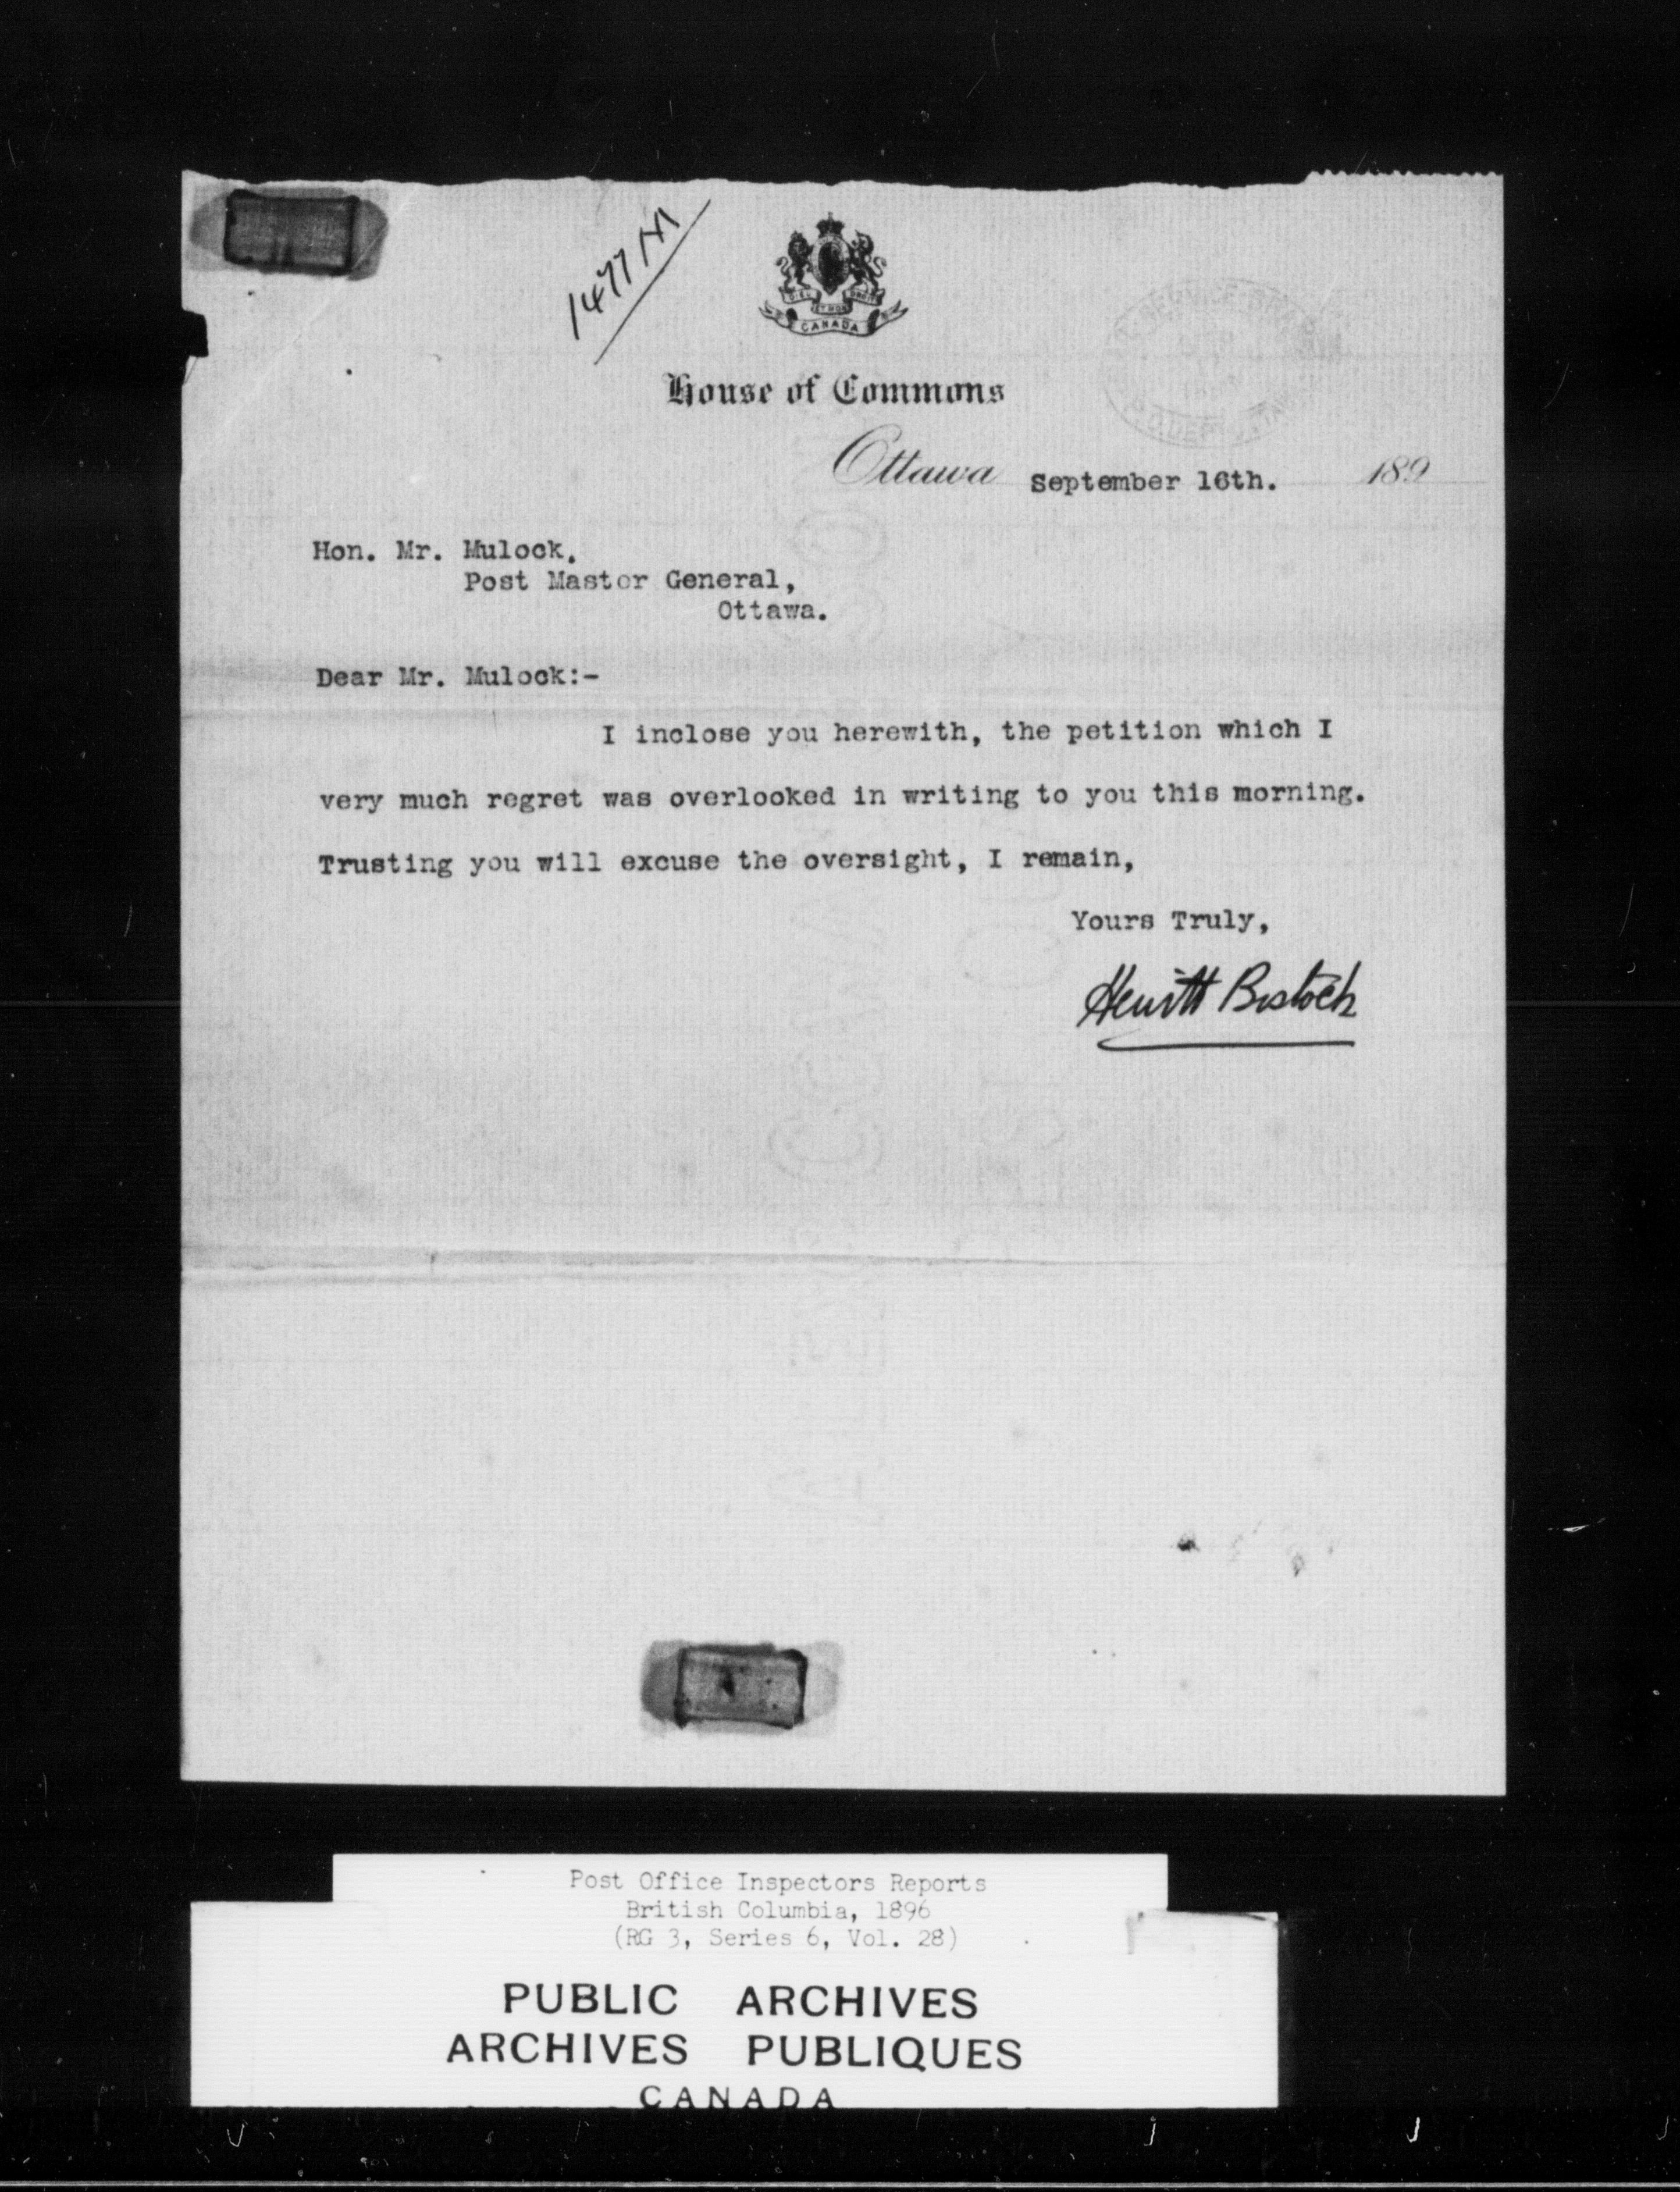 CANADA
House of Commons
Ottawa September 16th. 189
Hon. Mr. Mulock.
Post Master General,
Ottawa.
Dear Mr. Mulock:-
I inclose you herewith, the petition which I
very much regret was overlooked in writing to you this morning.
Trusting you will excuse the oversight, I remain,
Yours Truly,
Hewitt Bostock
Post Office Inspectors Reports
British Columbia, 1896
(RG 3, Series 6, Vol. 28)
PUBLIC ARCHIVES
ARCHIVES PUBLIQUES
CANADA